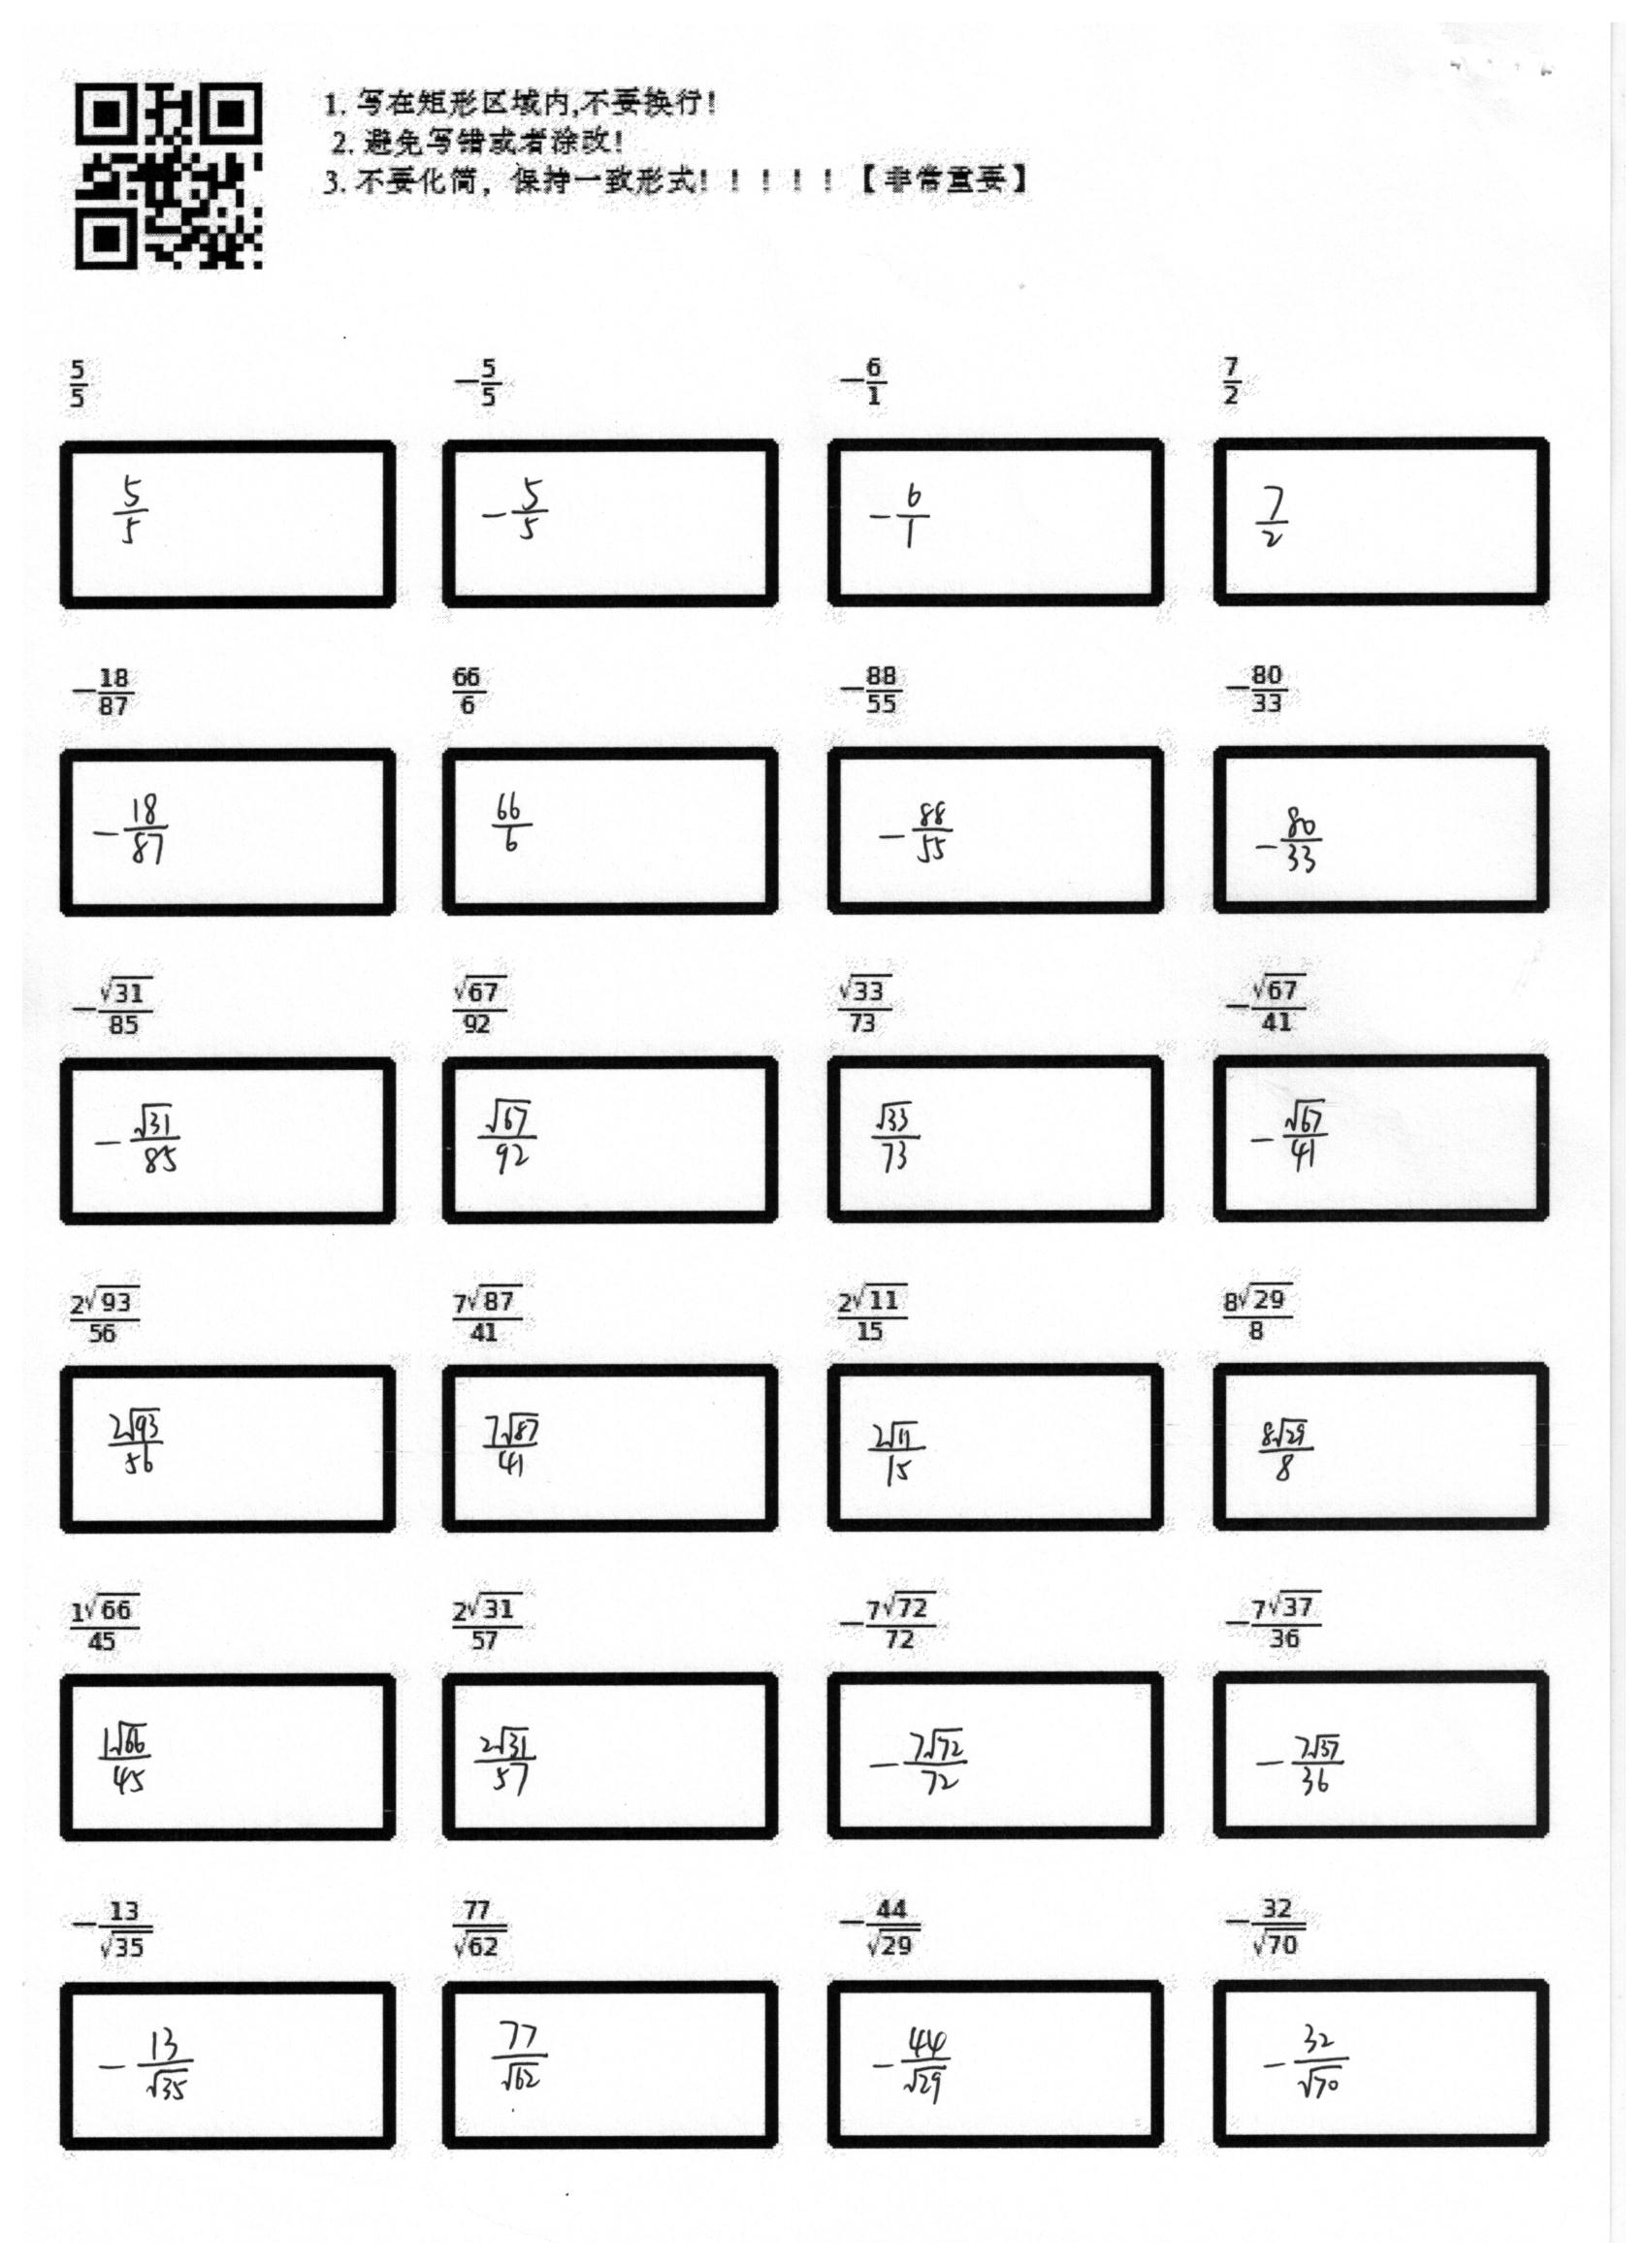 1. 写在矩形区域内,不要换行!
2. 避免写错或者涂改!
3. 不要化简，保持一致形式!！！！！【非常重要】
\frac{5}{5} -\frac{5}{5} -\frac{6}{1} \frac{7}{2}
\frac{5}{5} -\frac{5}{5} -\frac{6}{1} \frac{7}{2}
-\frac{18}{87} \frac{66}{6} -\frac{88}{55} -\frac{80}{33}
-\frac{18}{87} \frac{66}{6} -\frac{88}{55} -\frac{80}{33}
-\frac{\sqrt{31}}{85} \frac{\sqrt{67}}{92} \frac{\sqrt{33}}{73} -\frac{\sqrt{67}}{41}
-\frac{\sqrt{31}}{85} \frac{\sqrt{67}}{92} \frac{\sqrt{33}}{73} -\frac{\sqrt{67}}{41}
\frac{2\sqrt{93}}{56} \frac{7\sqrt{87}}{41} \frac{2\sqrt{11}}{15} \frac{8\sqrt{29}}{8}
\frac{2\sqrt{93}}{56} \frac{7\sqrt{87}}{41} \frac{2\sqrt{11}}{15} \frac{8\sqrt{29}}{8}
\frac{1\sqrt{66}}{45} \frac{2\sqrt{31}}{57} -\frac{7\sqrt{72}}{72} -\frac{7\sqrt{37}}{36}
\frac{1\sqrt{66}}{45} \frac{2\sqrt{31}}{57} -\frac{7\sqrt{72}}{72} -\frac{7\sqrt{37}}{36}
-\frac{13}{\sqrt{35}} \frac{77}{\sqrt{62}} -\frac{44}{\sqrt{29}} -\frac{32}{\sqrt{70}}
-\frac{13}{\sqrt{35}} \frac{77}{\sqrt{62}} -\frac{44}{\sqrt{29}} -\frac{32}{\sqrt{70}}